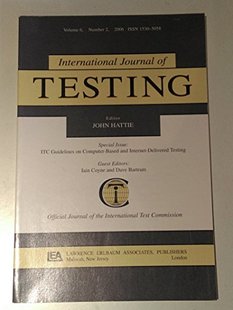 Volume 6, Number 2, 2006 ISSN 1530-5058
International Journal of
TESTING
Editor
JOHN HATTIE
Special Issue:
ITC Guidelines on Computer-Based and Internet-Delivered Testing
Guest Editors:
Iain Coyne and Dave Bartram
Official Journal of the International Test Commission
LEA
LAWRENCE ERLBAUM ASSOCIATES, PUBLISHERS
Mahwah, New Jersey London